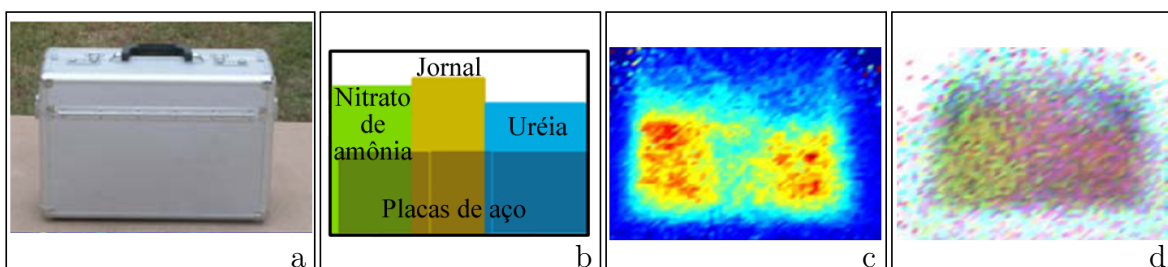 Jornal
Nitrato
de
amônia
Uréia
Placas de aço
a
b
c
d